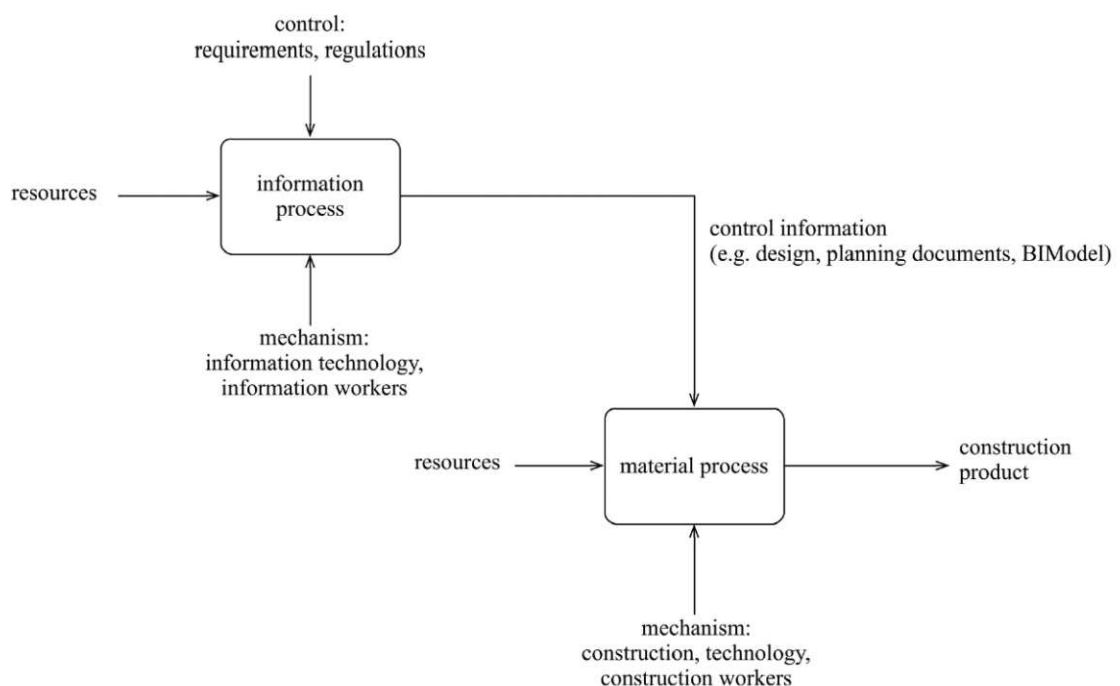 control:
requirements, regulations
resources
information
process
control information
(e.g. design, planning documents, BIModel)
mechanism:
information technology,
information workers
resources
material process
construction
product
mechanism:
construction, technology,
construction workers